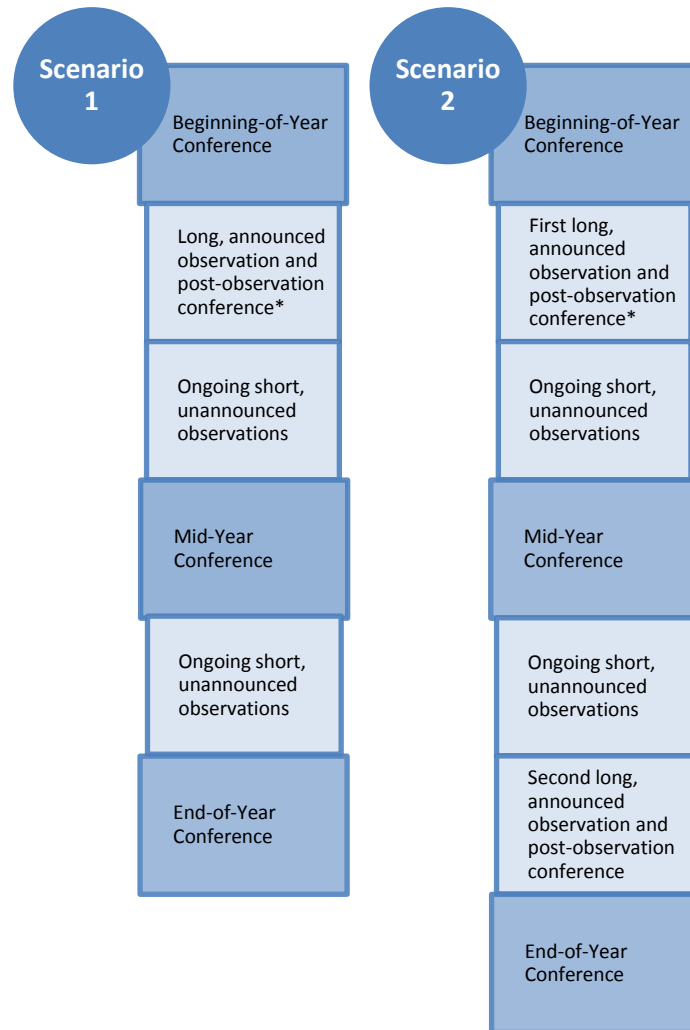 Scenario
1
Beginning-of-Year
Conference
Long, announced
observation and
post-observation
conference*
Ongoing short,
unannounced
observations
Mid-Year
Conference
Ongoing short,
unannounced
observations
End-of-Year
Conference
Scenario
2
Beginning-of-Year
Conference
First long,
announced
observation and
post-observation
conference*
Ongoing short,
unannounced
observations
Mid-Year
Conference
Ongoing short,
unannounced
observations
Second long,
announced
observation and
post-observation
conference
End-of-Year
Conference